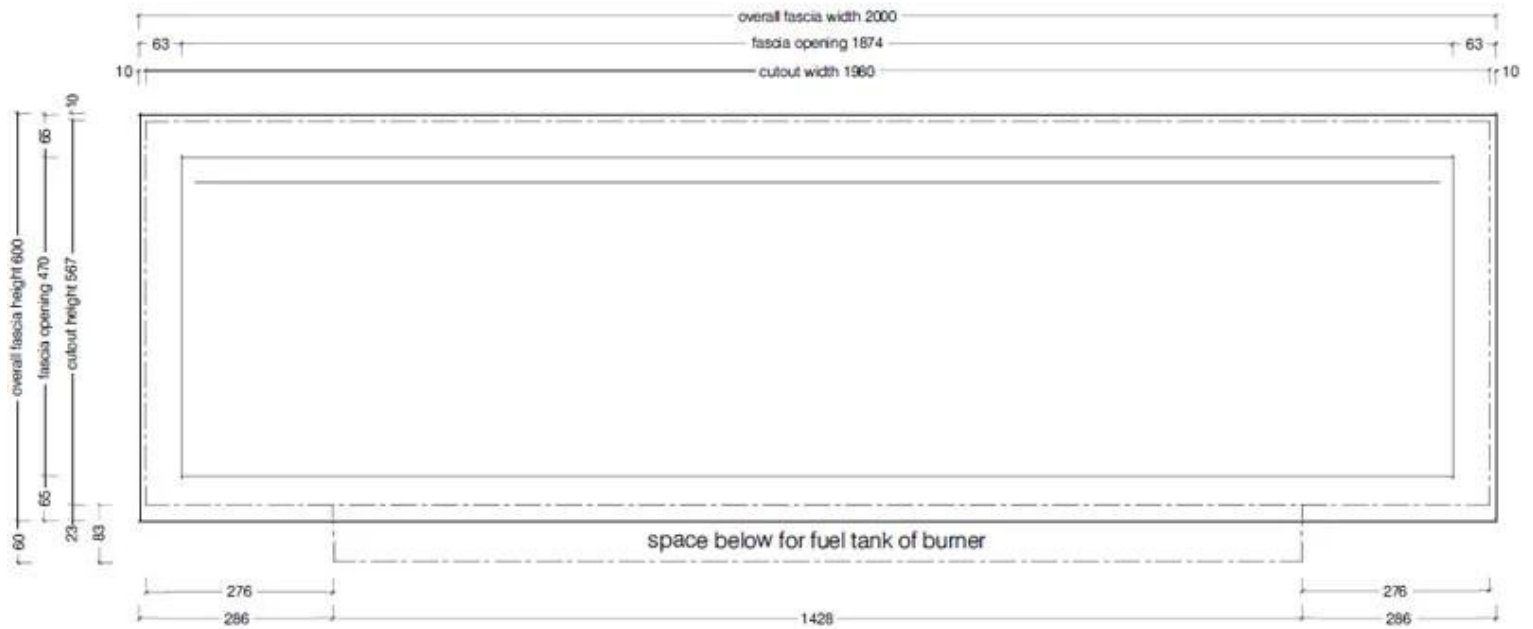 overall fascia width 2000
63 fascia opening 1874 63
10 cutout width 1980 10
10
65
overall fascia height 600
fascia opening 470
cutout height 567
65
60
23
83
space below for fuel tank of burner
276 276
286 1428 286